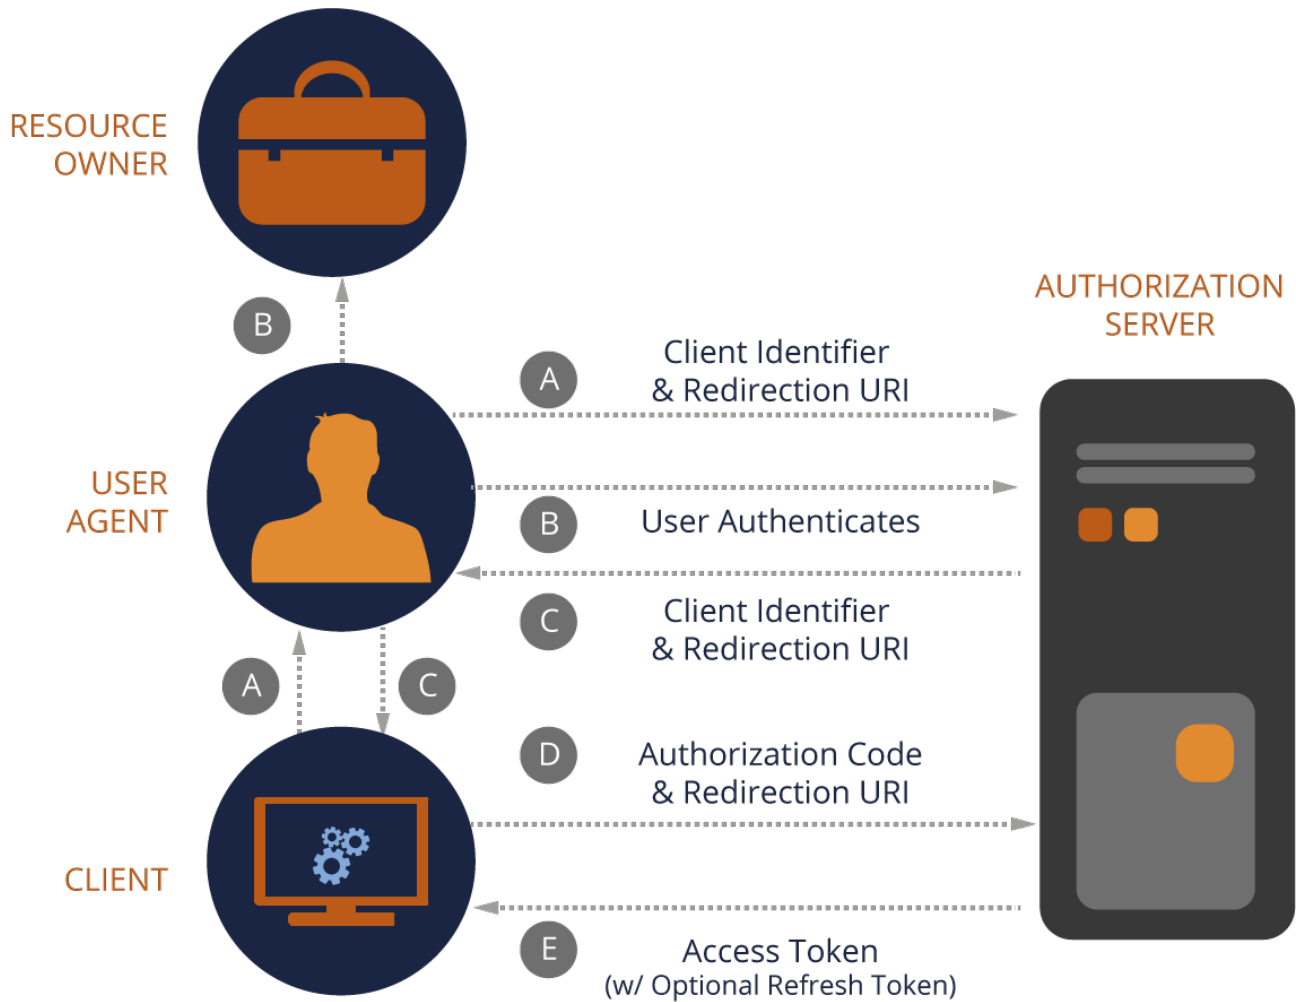 RESOURCE
OWNER
B
AUTHORIZATION
SERVER
A
Client Identifier
& Redirection URI
USER
AGENT
B
User Authenticates
C
Client Identifier
& Redirection URI
A
C
D
Authorization Code
& Redirection URI
CLIENT
E
Access Token
(w/ Optional Refresh Token)